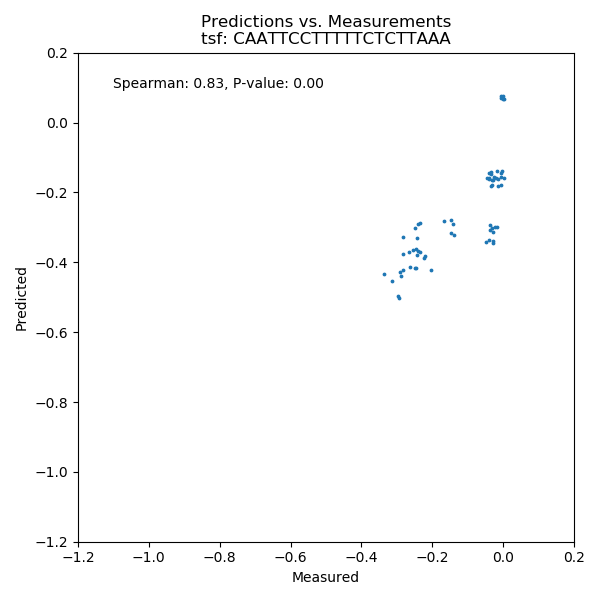 Predictions vs. Measurements
tsf: CAATTCCTTTTTCTCTTAAA
Spearman: 0.83, P-value: 0.00
0.2
0.0
−0.2
−0.4
−0.6
−0.8
−1.0
−1.2
Predicted
−1.2 −1.0 −0.8 −0.6 −0.4 −0.2 0.0 0.2
Measured